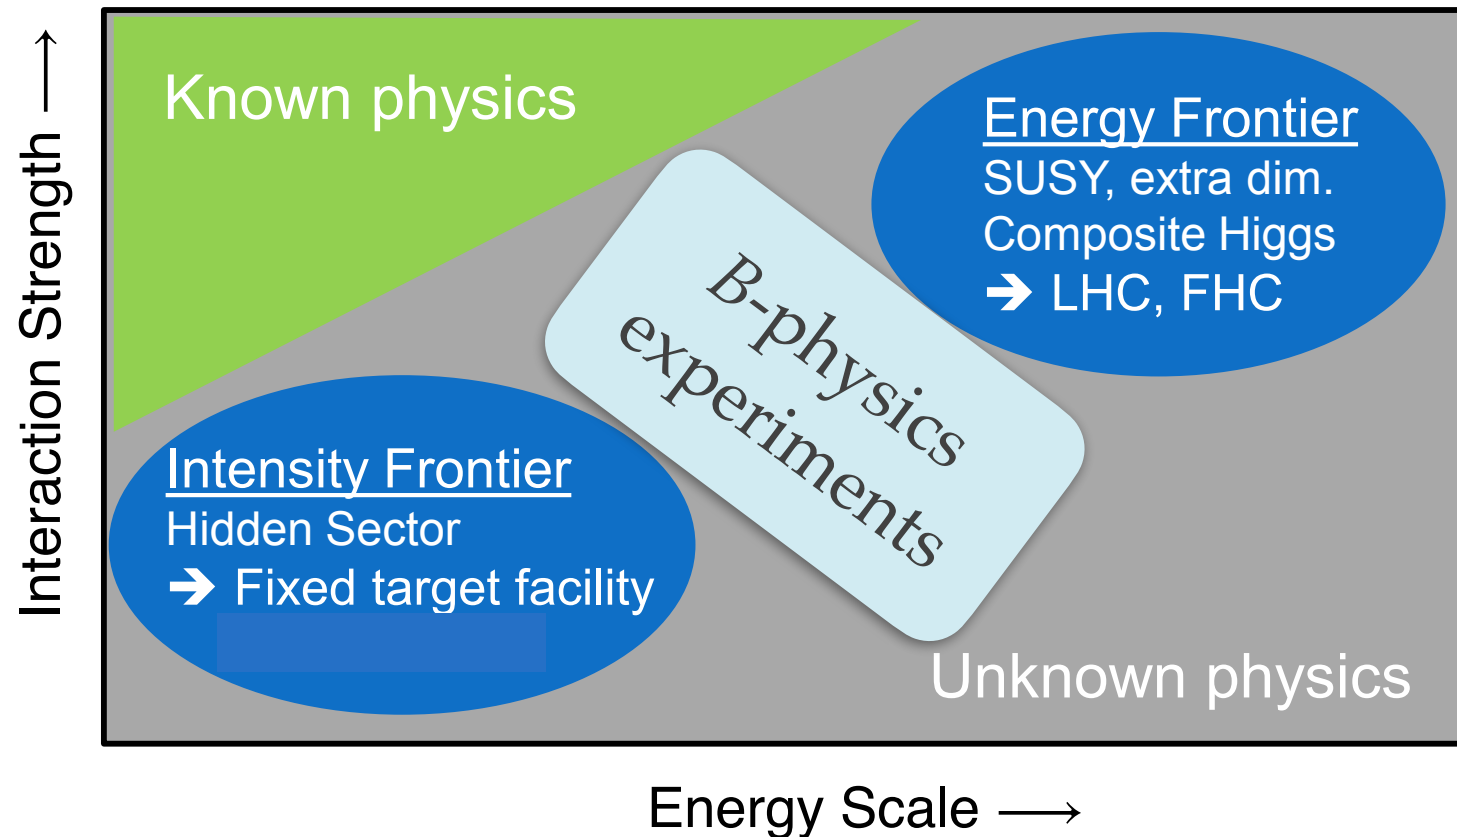 Interaction Strength ⟶
Known physics
Energy Frontier
SUSY, extra dim.
Composite Higgs
➔ LHC, FHC
B-physics
experiments
Intensity Frontier
Hidden Sector
➔ Fixed target facility
Unknown physics
Energy Scale ⟶